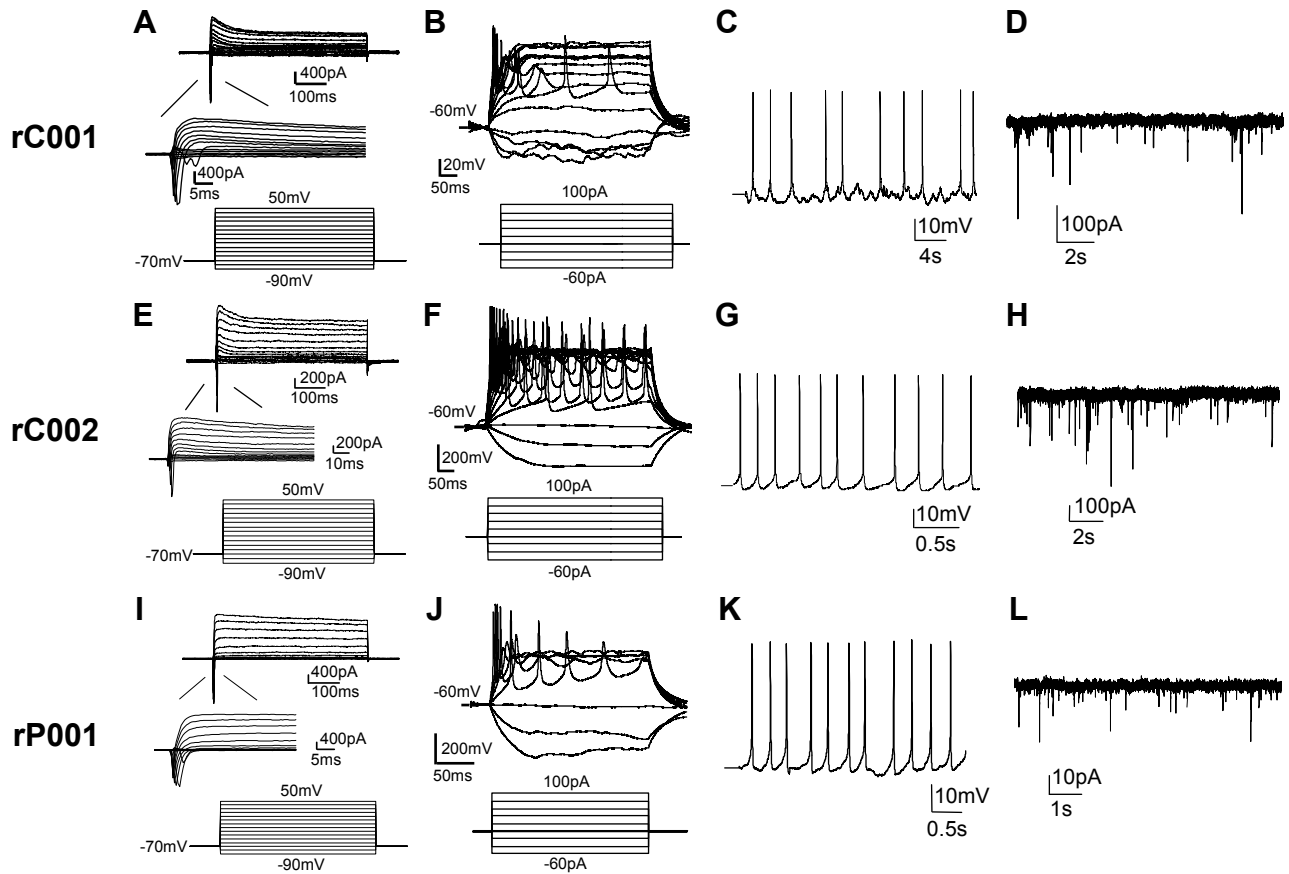 A
B
C
D
rC001
400pA
100ms
400pA
5ms
50mV
-70mV
-90mV
-60mV
20mV
50ms
100pA
-60pA
10mV
4s
100pA
2s
E
F
G
H
rC002
200pA
100ms
200pA
10ms
50mV
-70mV
-90mV
-60mV
200mV
50ms
100pA
-60pA
10mV
0.5s
100pA
2s
I
J
K
L
rP001
400pA
100ms
400pA
5ms
50mV
-70mV
-90mV
-60mV
200mV
50ms
100pA
-60pA
10mV
0.5s
10pA
1s